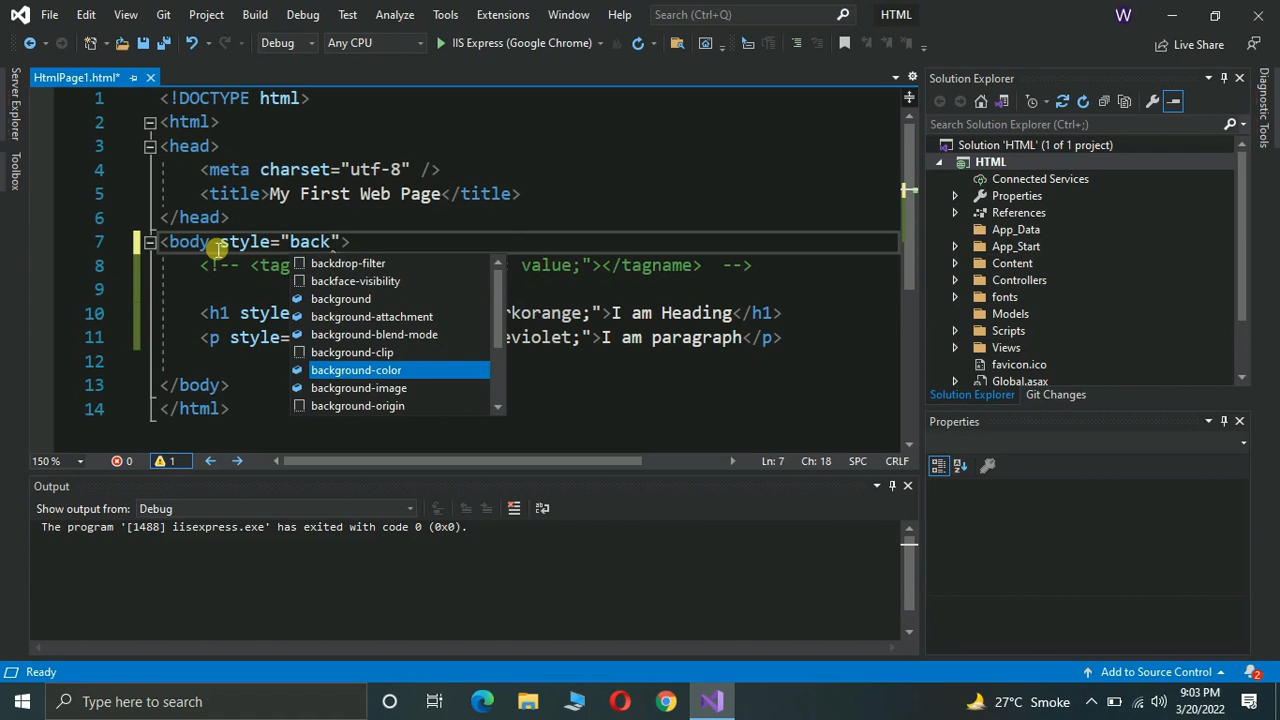 File Edit View Git Project Build Debug Test Analyze Tools Extensions Window Help Search (Ctrl+Q) HTML W
Debug Any CPU IIS Express (Google Chrome) Live Share
Server Explorer
Toolbox
HtmlPage1.html*
1 <!DOCTYPE html>
2 <html>
3 <head>
4 <meta charset="utf-8" />
5 <title>My First Web Page</title>
6 </head>
7 <body style="back">
8 <!-- <tag value;"></tagname> -->
9
10 <h1 style rkorange;">I am Heading</h1>
11 <p style= eviolet;">I am paragraph</p>
12
13 </body>
14 </html>
backdrop-filter
backface-visibility
background
background-attachment
background-blend-mode
background-clip
background-color
background-image
background-origin
150 % 0 1 Ln: 7 Ch: 18 SPC CRLF
Output
Show output from: Debug
The program '[1488] iisexpress.exe' has exited with code 0 (0x0).
Solution Explorer
Search Solution Explorer (Ctrl+;)
Solution 'HTML' (1 of 1 project)
HTML
Connected Services
Properties
References
App_Data
App_Start
Content
Controllers
fonts
Models
Scripts
Views
favicon.ico
Global.asax
Solution Explorer Git Changes
Properties
Diagnostic Tools
Ready Add to Source Control 2
Type here to search 27°C Smoke 9:03 PM
3/20/2022